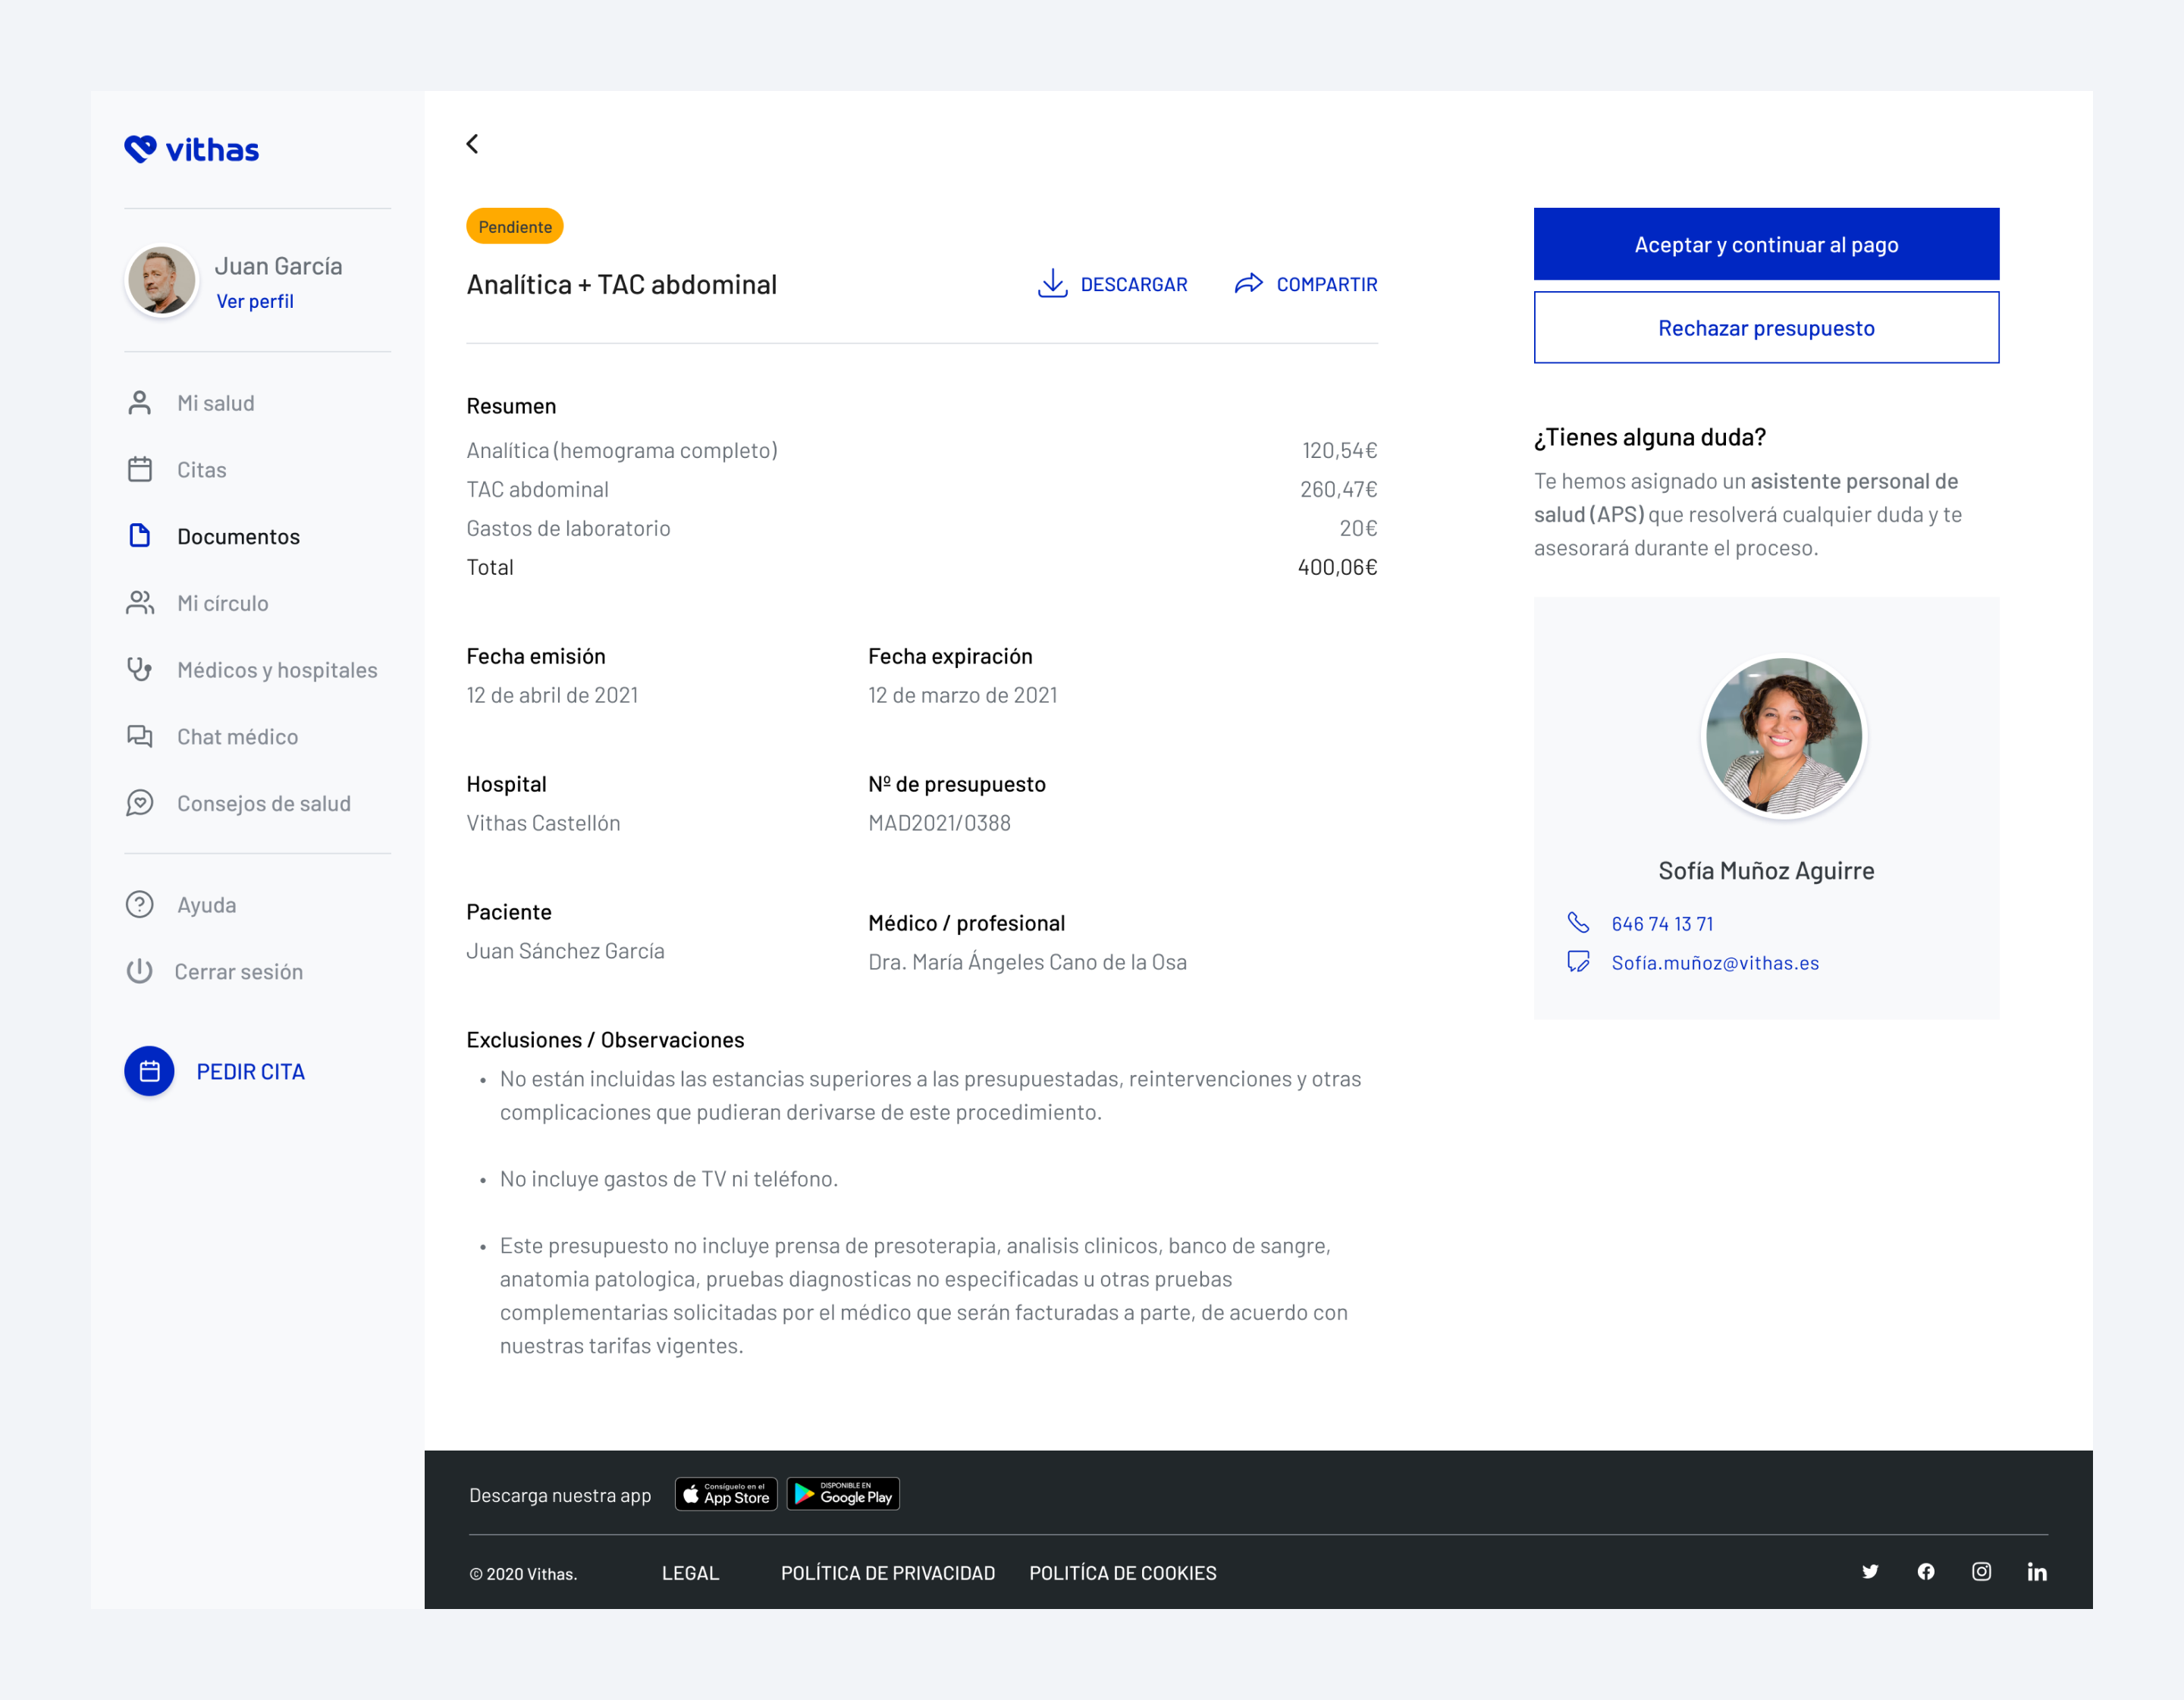 vithas
Juan García
Ver perfil
Mi salud
Citas
Documentos
Mi círculo
Médicos y hospitales
Chat médico
Consejos de salud
Ayuda
Cerrar sesión
PEDIR CITA
Pendiente
Analítica + TAC abdominal
DESCARGAR
COMPARTIR
Resumen
Analítica (hemograma completo) 120,54€
TAC abdominal 260,47€
Gastos de laboratorio 20€
Total 400,06€
Fecha emisión
12 de abril de 2021
Fecha expiración
12 de marzo de 2021
Hospital
Vithas Castellón
Nº de presupuesto
MAD2021/0388
Paciente
Juan Sánchez García
Médico / profesional
Dra. María Ángeles Cano de la Osa
Exclusiones / Observaciones
• No están incluidas las estancias superiores a las presupuestadas, reintervenciones y otras
complicaciones que pudieran derivarse de este procedimiento.
• No incluye gastos de TV ni teléfono.
• Este presupuesto no incluye prensa de presoterapia, analisis clinicos, banco de sangre,
anatomia patologica, pruebas diagnosticas no especificadas u otras pruebas
complementarias solicitadas por el médico que serán facturadas a parte, de acuerdo con
nuestras tarifas vigentes.
Aceptar y continuar al pago
Rechazar presupuesto
¿Tienes alguna duda?
Te hemos asignado un asistente personal de
salud (APS) que resolverá cualquier duda y te
asesorará durante el proceso.
Sofía Muñoz Aguirre
646 74 13 71
Sofía.muñoz@vithas.es
Descarga nuestra app
Consíguelo en el
App Store
DISPONIBLE EN
Google Play
© 2020 Vithas.
LEGAL
POLÍTICA DE PRIVACIDAD
POLITÍCA DE COOKIES